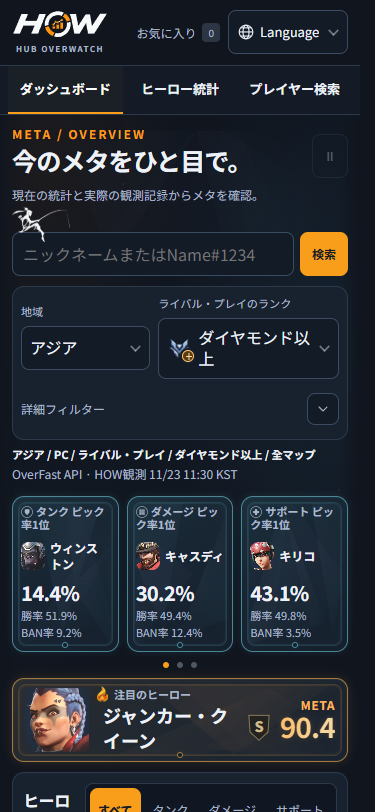 HOW
HUB OVERWATCH
お気に入り 0
Language
ダッシュボード ヒーロー統計 プレイヤー検索
META / OVERVIEW
今のメタをひと目で。
現在の統計と実際の観測記録からメタを確認。
ニックネームまたはName#1234
検索
地域
ライバル・プレイのランク
アジア
ダイヤモンド以
上
詳細フィルター
アジア / PC / ライバル・プレイ / ダイヤモンド以上 / 全マップ
OverFast API · HOW観測 11/23 11:30 KST
タンク ピック
率1位
ウィンス
トン
14.4%
勝率 51.9%
BAN率 9.2%
ダメージ ピッ
ク率1位
キャスディ
30.2%
勝率 49.4%
BAN率 12.4%
サポート ピッ
ク率1位
キリコ
43.1%
勝率 49.8%
BAN率 3.5%
注目のヒーロー
ジャンカー・ク
イーン
META
S 90.4
ヒーロ
すべて タンク ダメージ サポート